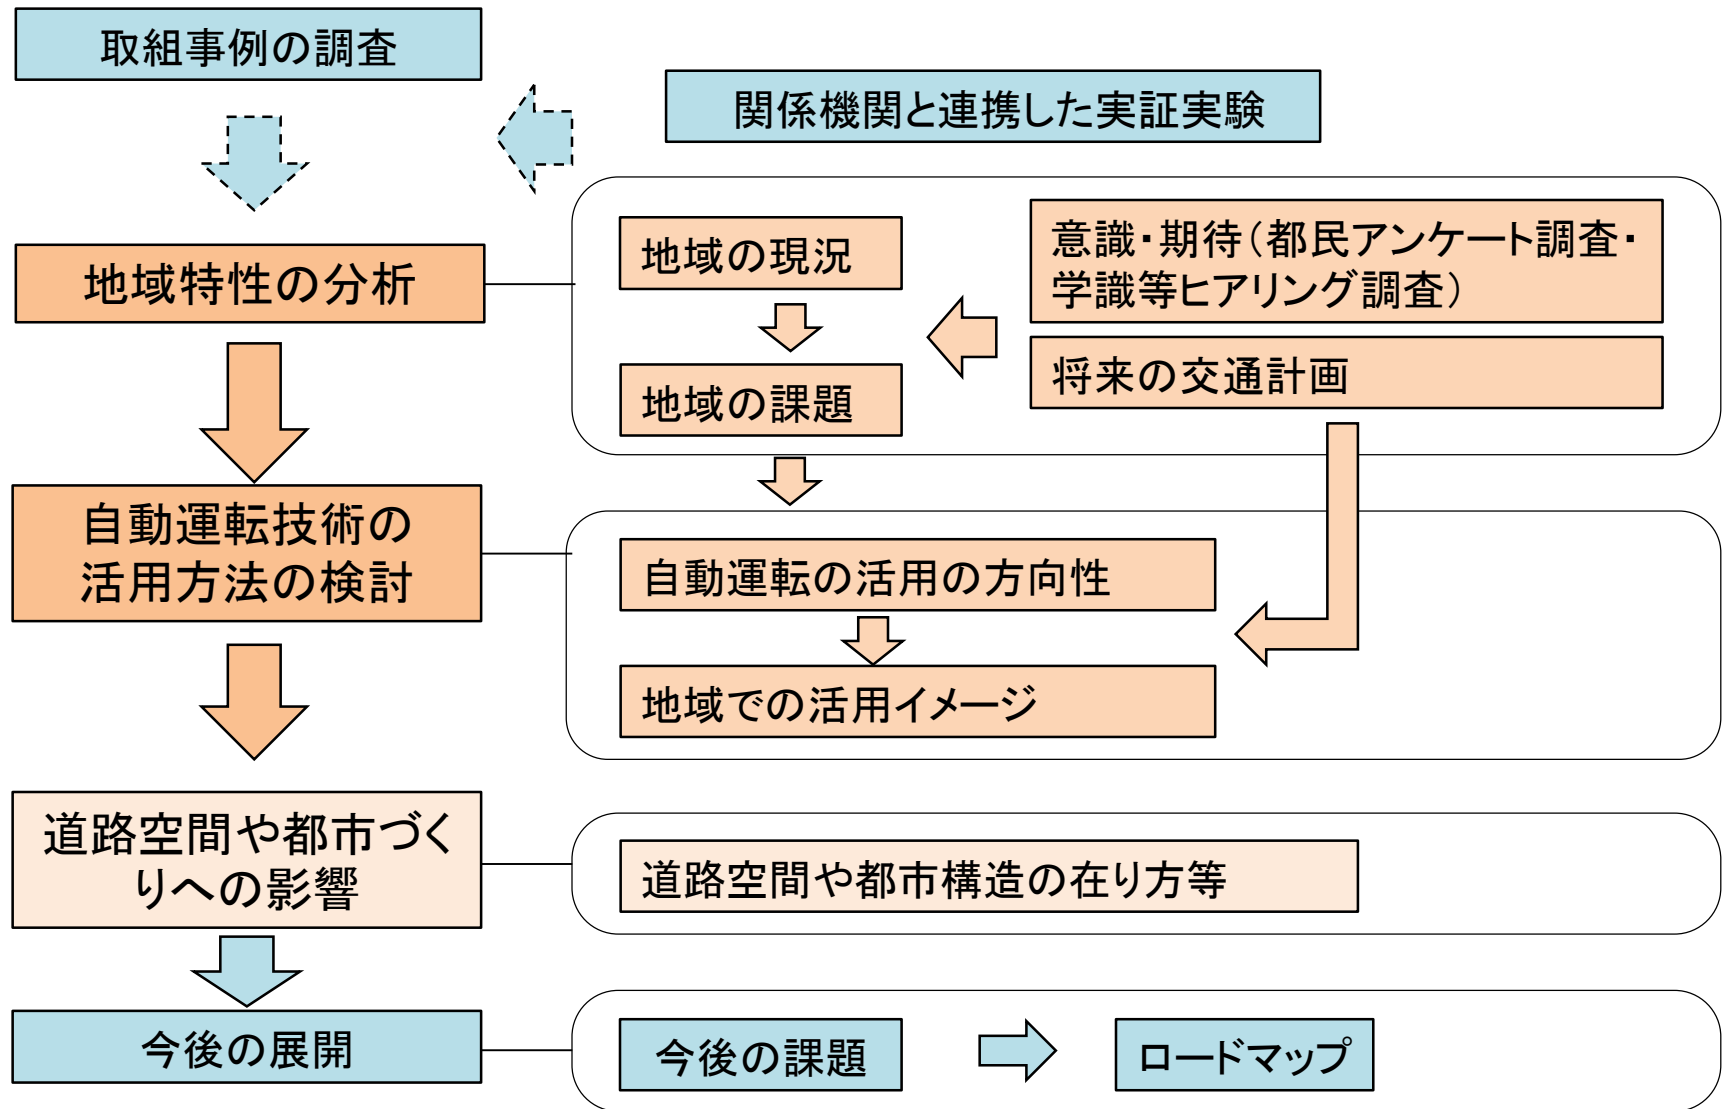 取組事例の調査
関係機関と連携した実証実験
地域特性の分析
地域の現況
意識・期待（都民アンケート調査・
学識等ヒアリング調査）
将来の交通計画
地域の課題
自動運転技術の
活用方法の検討
自動運転の活用の方向性
地域での活用イメージ
道路空間や都市づく
りへの影響
道路空間や都市構造の在り方等
今後の展開
今後の課題
ロードマップ